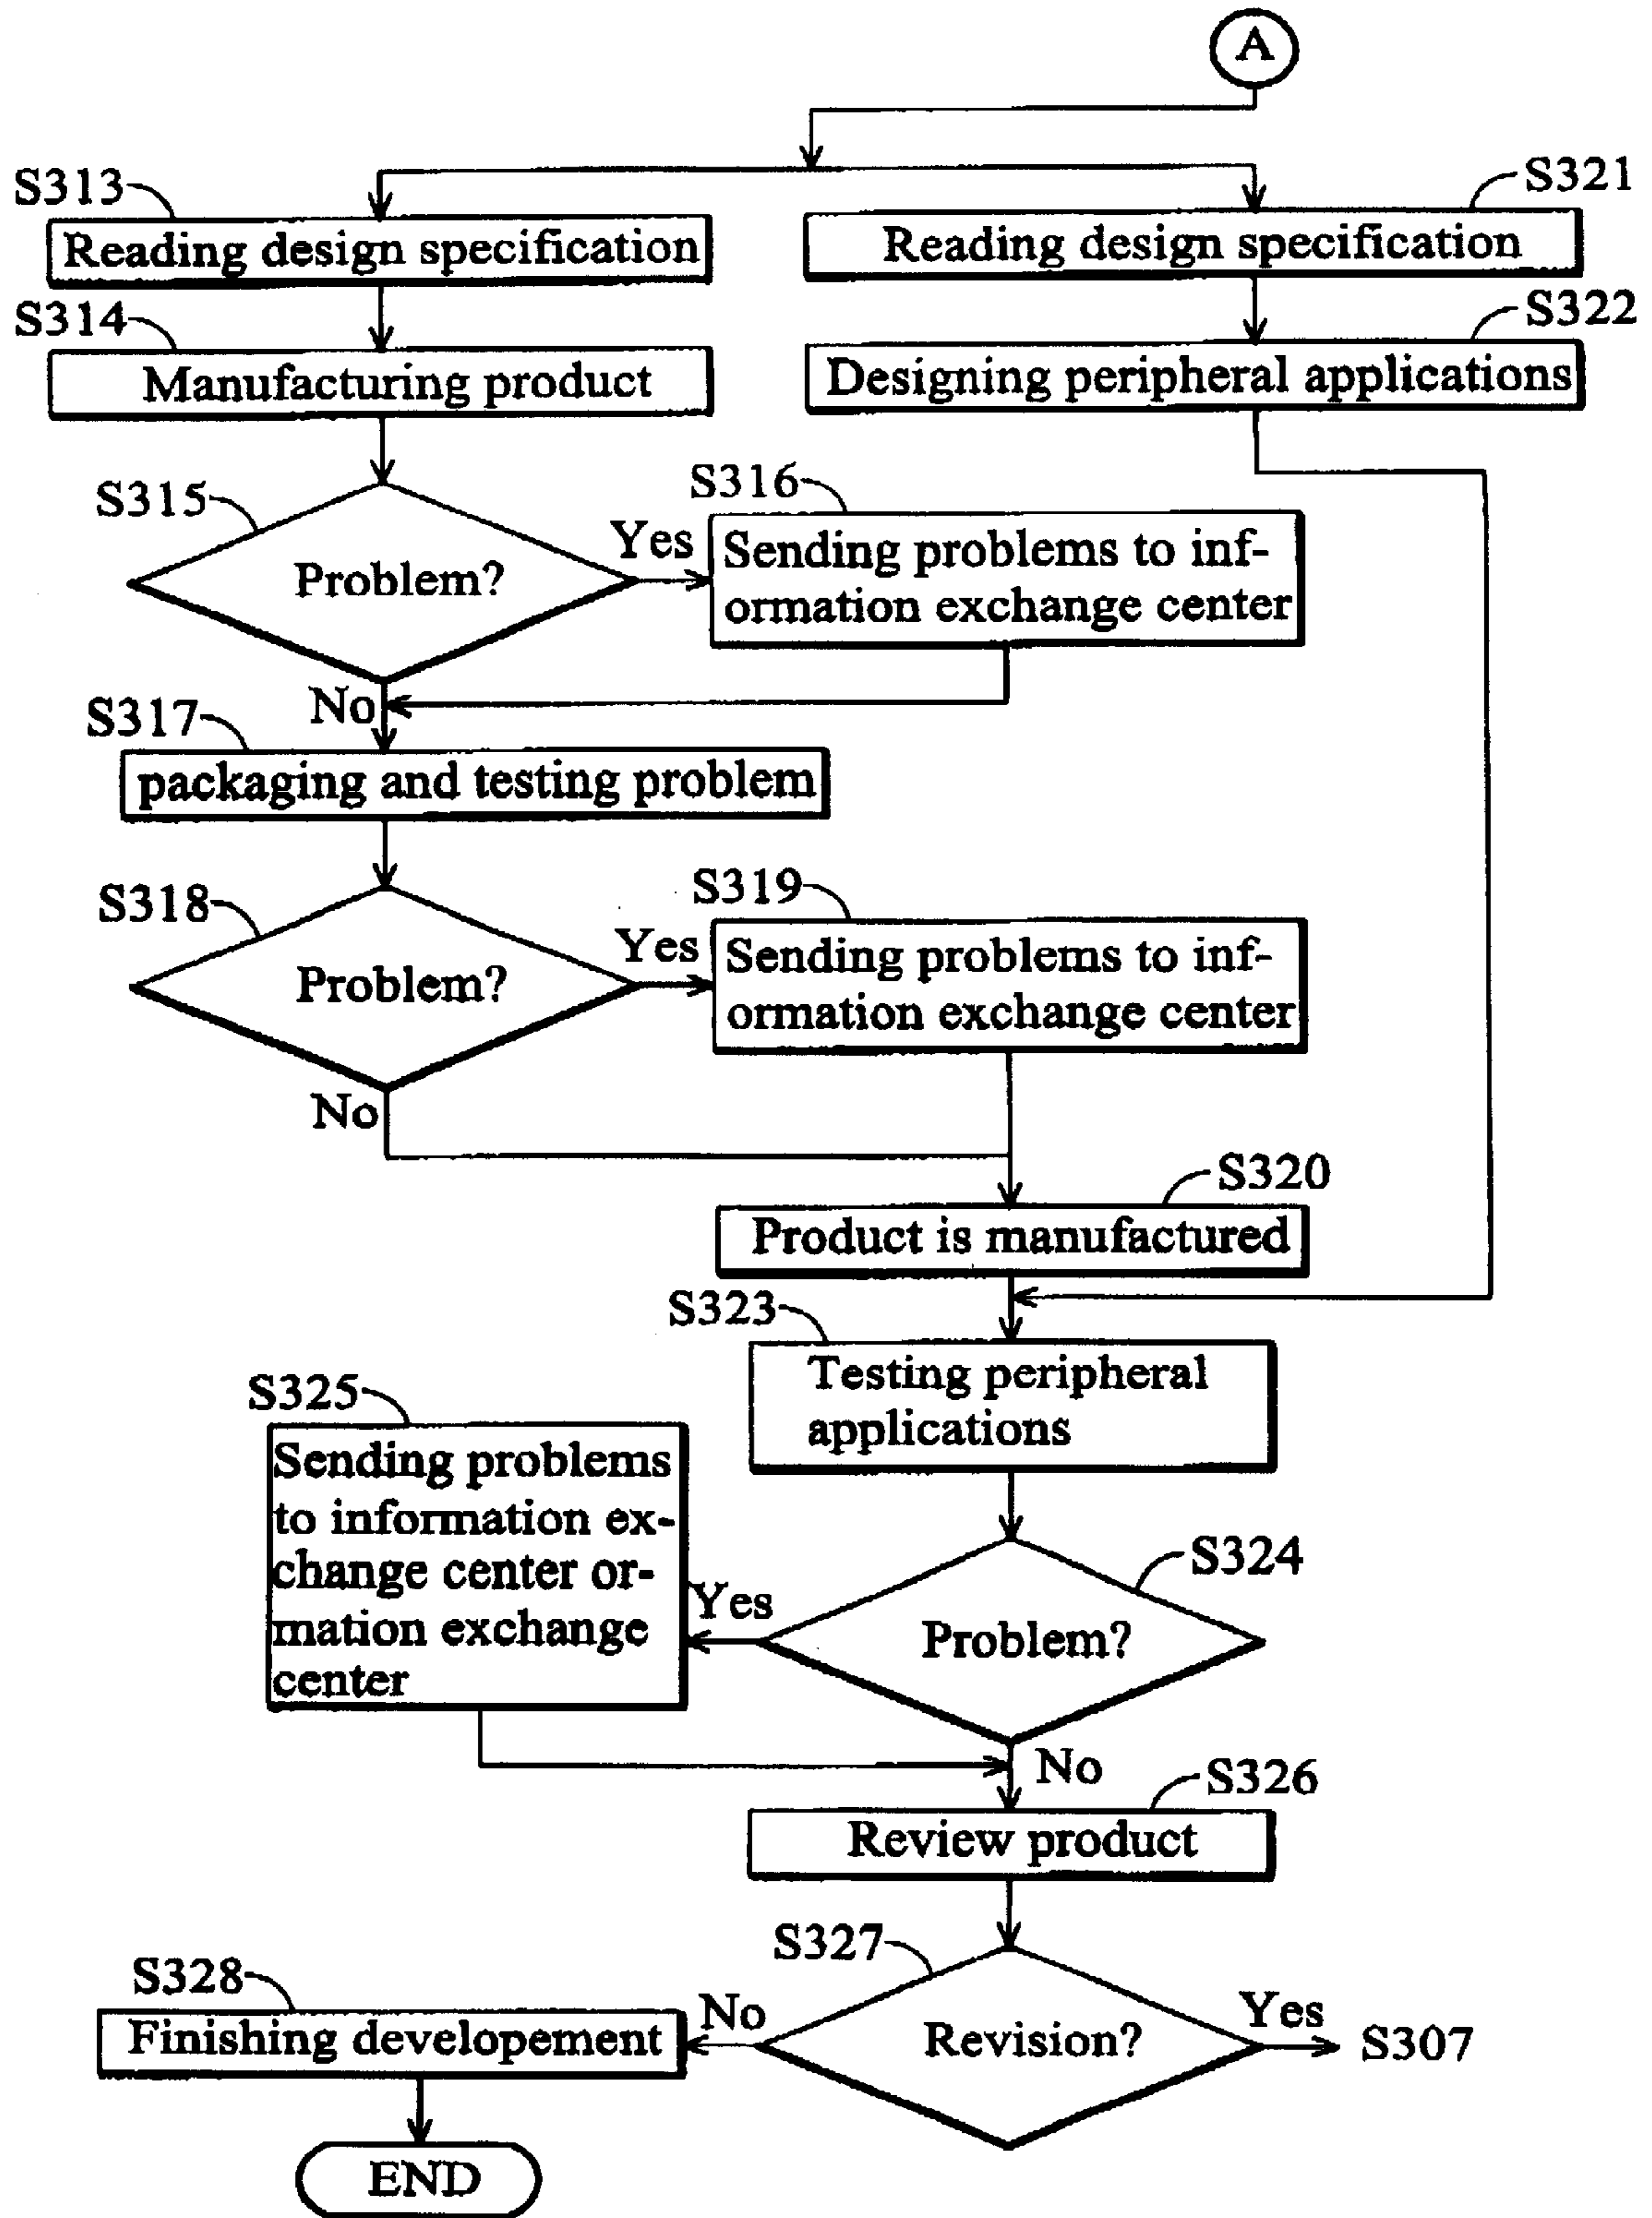 A
S313
S321
Reading design specification
Reading design specification
S314
S322
Manufacturing product
Designing peripheral applications
S315
S316
Problem?
Yes
Sending problems to inf-
ormation exchange center
No
S317
packaging and testing problem
S318
S319
Problem?
Yes
Sending problems to inf-
ormation exchange center
No
S320
Product is manufactured
S323
Testing peripheral
applications
S325
Sending problems
to information ex-
change center or-
mation exchange
center
Yes
S324
Problem?
No
S326
Review product
S327
S328
Finishing developement
No
Revision?
Yes
S307
END